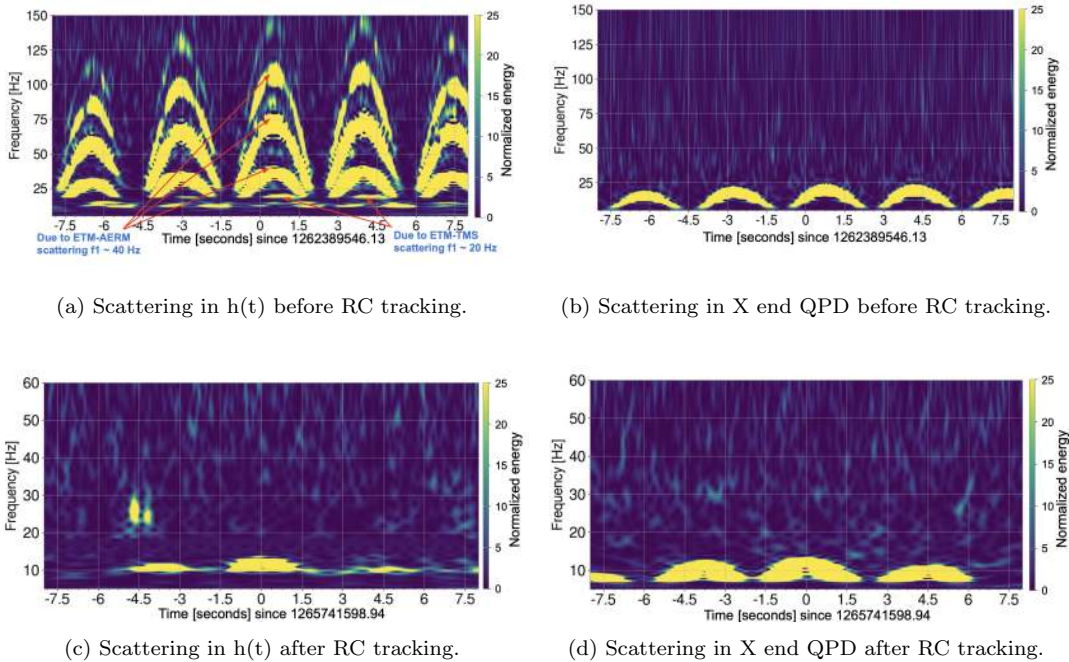 150
125
100
75
50
25
Frequency [Hz]
-7.5 -6 -4.5 -3 -1.5 0 1.5 3 4.5 6 7.5
Due to ETM-AERM
scattering f1 ~ 40 Hz
Time [seconds] since 1262389546.13
Due to ETM-TMS
scattering f1 ~ 20 Hz
25
20
15
10
5
0
Normalized energy
150
125
100
75
50
25
Frequency [Hz]
-7.5 -6 -4.5 -3 -1.5 0 1.5 3 4.5 6 7.5
Time [seconds] since 1262389546.13
25
20
15
10
5
0
Normalized energy
(a) Scattering in h(t) before RC tracking.
(b) Scattering in X end QPD before RC tracking.
60
50
40
30
20
10
Frequency [Hz]
-7.5 -6 -4.5 -3 -1.5 0 1.5 3 4.5 6 7.5
Time [seconds] since 1265741598.94
25
20
15
10
5
0
Normalized energy
60
50
40
30
20
10
Frequency [Hz]
-7.5 -6 -4.5 -3 -1.5 0 1.5 3 4.5 6 7.5
Time [seconds] since 1265741598.94
25
20
15
10
5
0
Normalized energy
(c) Scattering in h(t) after RC tracking.
(d) Scattering in X end QPD after RC tracking.